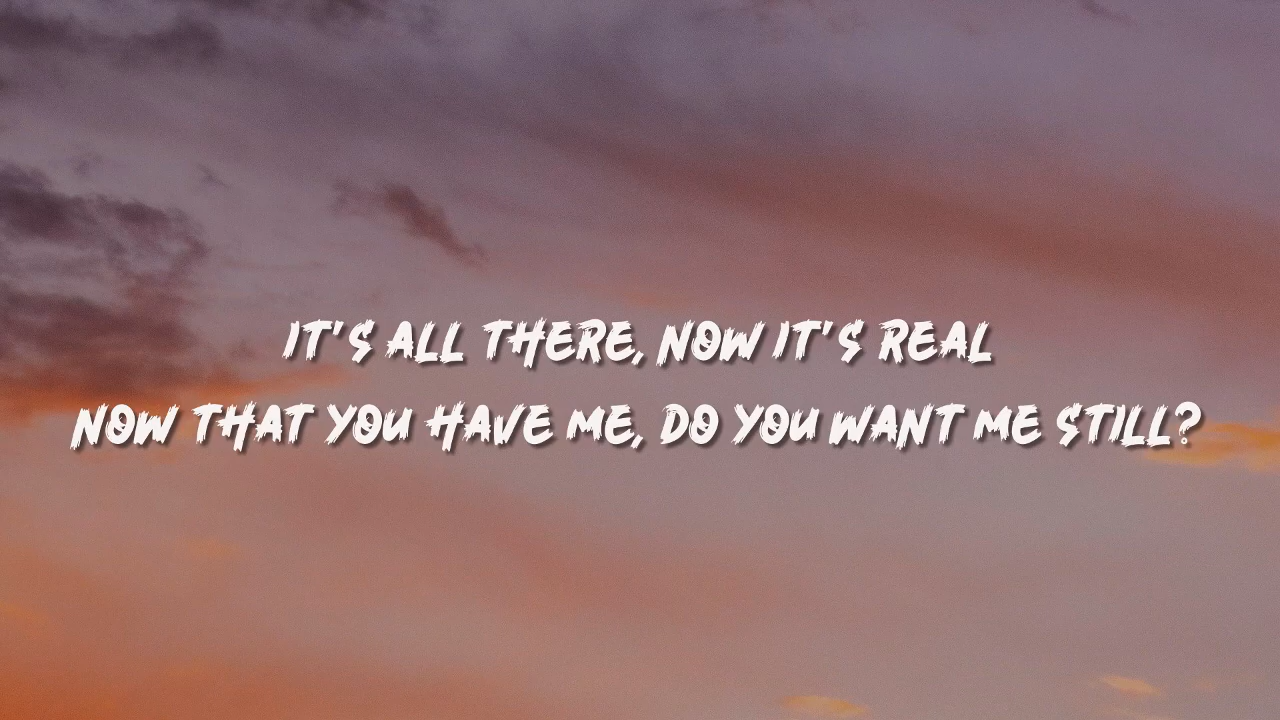 IT'S ALL THERE, NOW IT'S REAL
NOW THAT YOU HAVE ME, DO YOU WANT ME STILL?